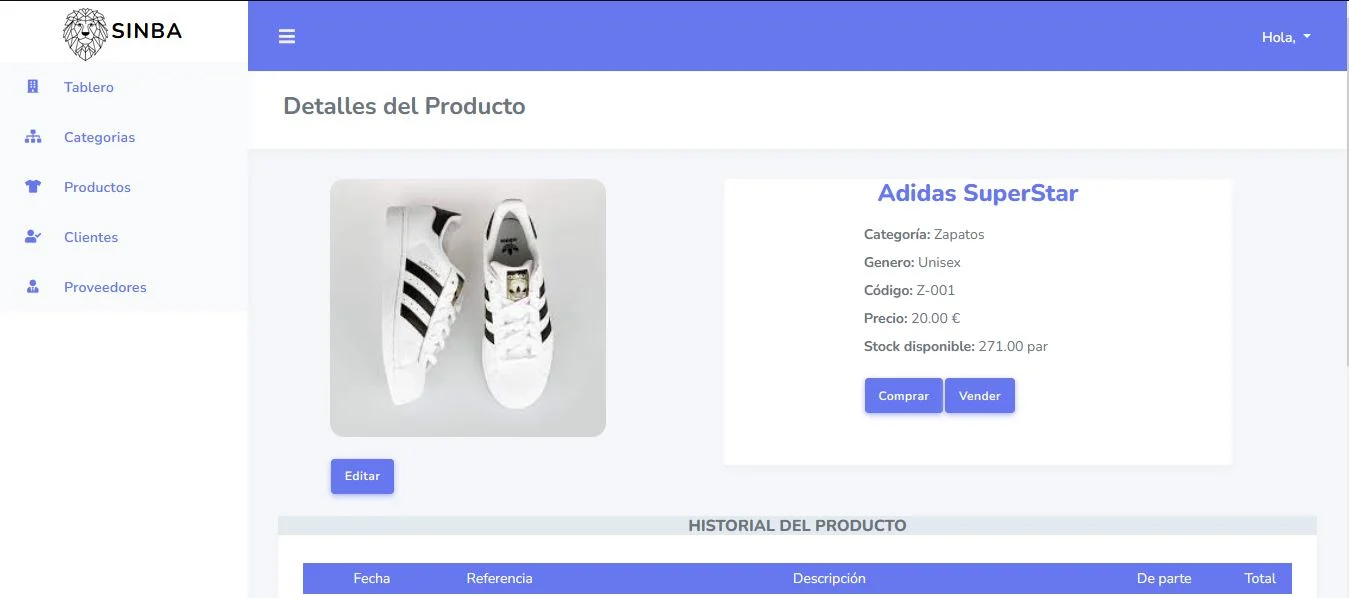 SINBA
Hola,
Tablero
Categorias
Productos
Clientes
Proveedores
Detalles del Producto
Adidas SuperStar
Categoría: Zapatos
Genero: Unisex
Código: Z-001
Precio: 20.00 €
Stock disponible: 271.00 par
Comprar Vender
Editar
HISTORIAL DEL PRODUCTO
Fecha Referencia Descripción De parte Total